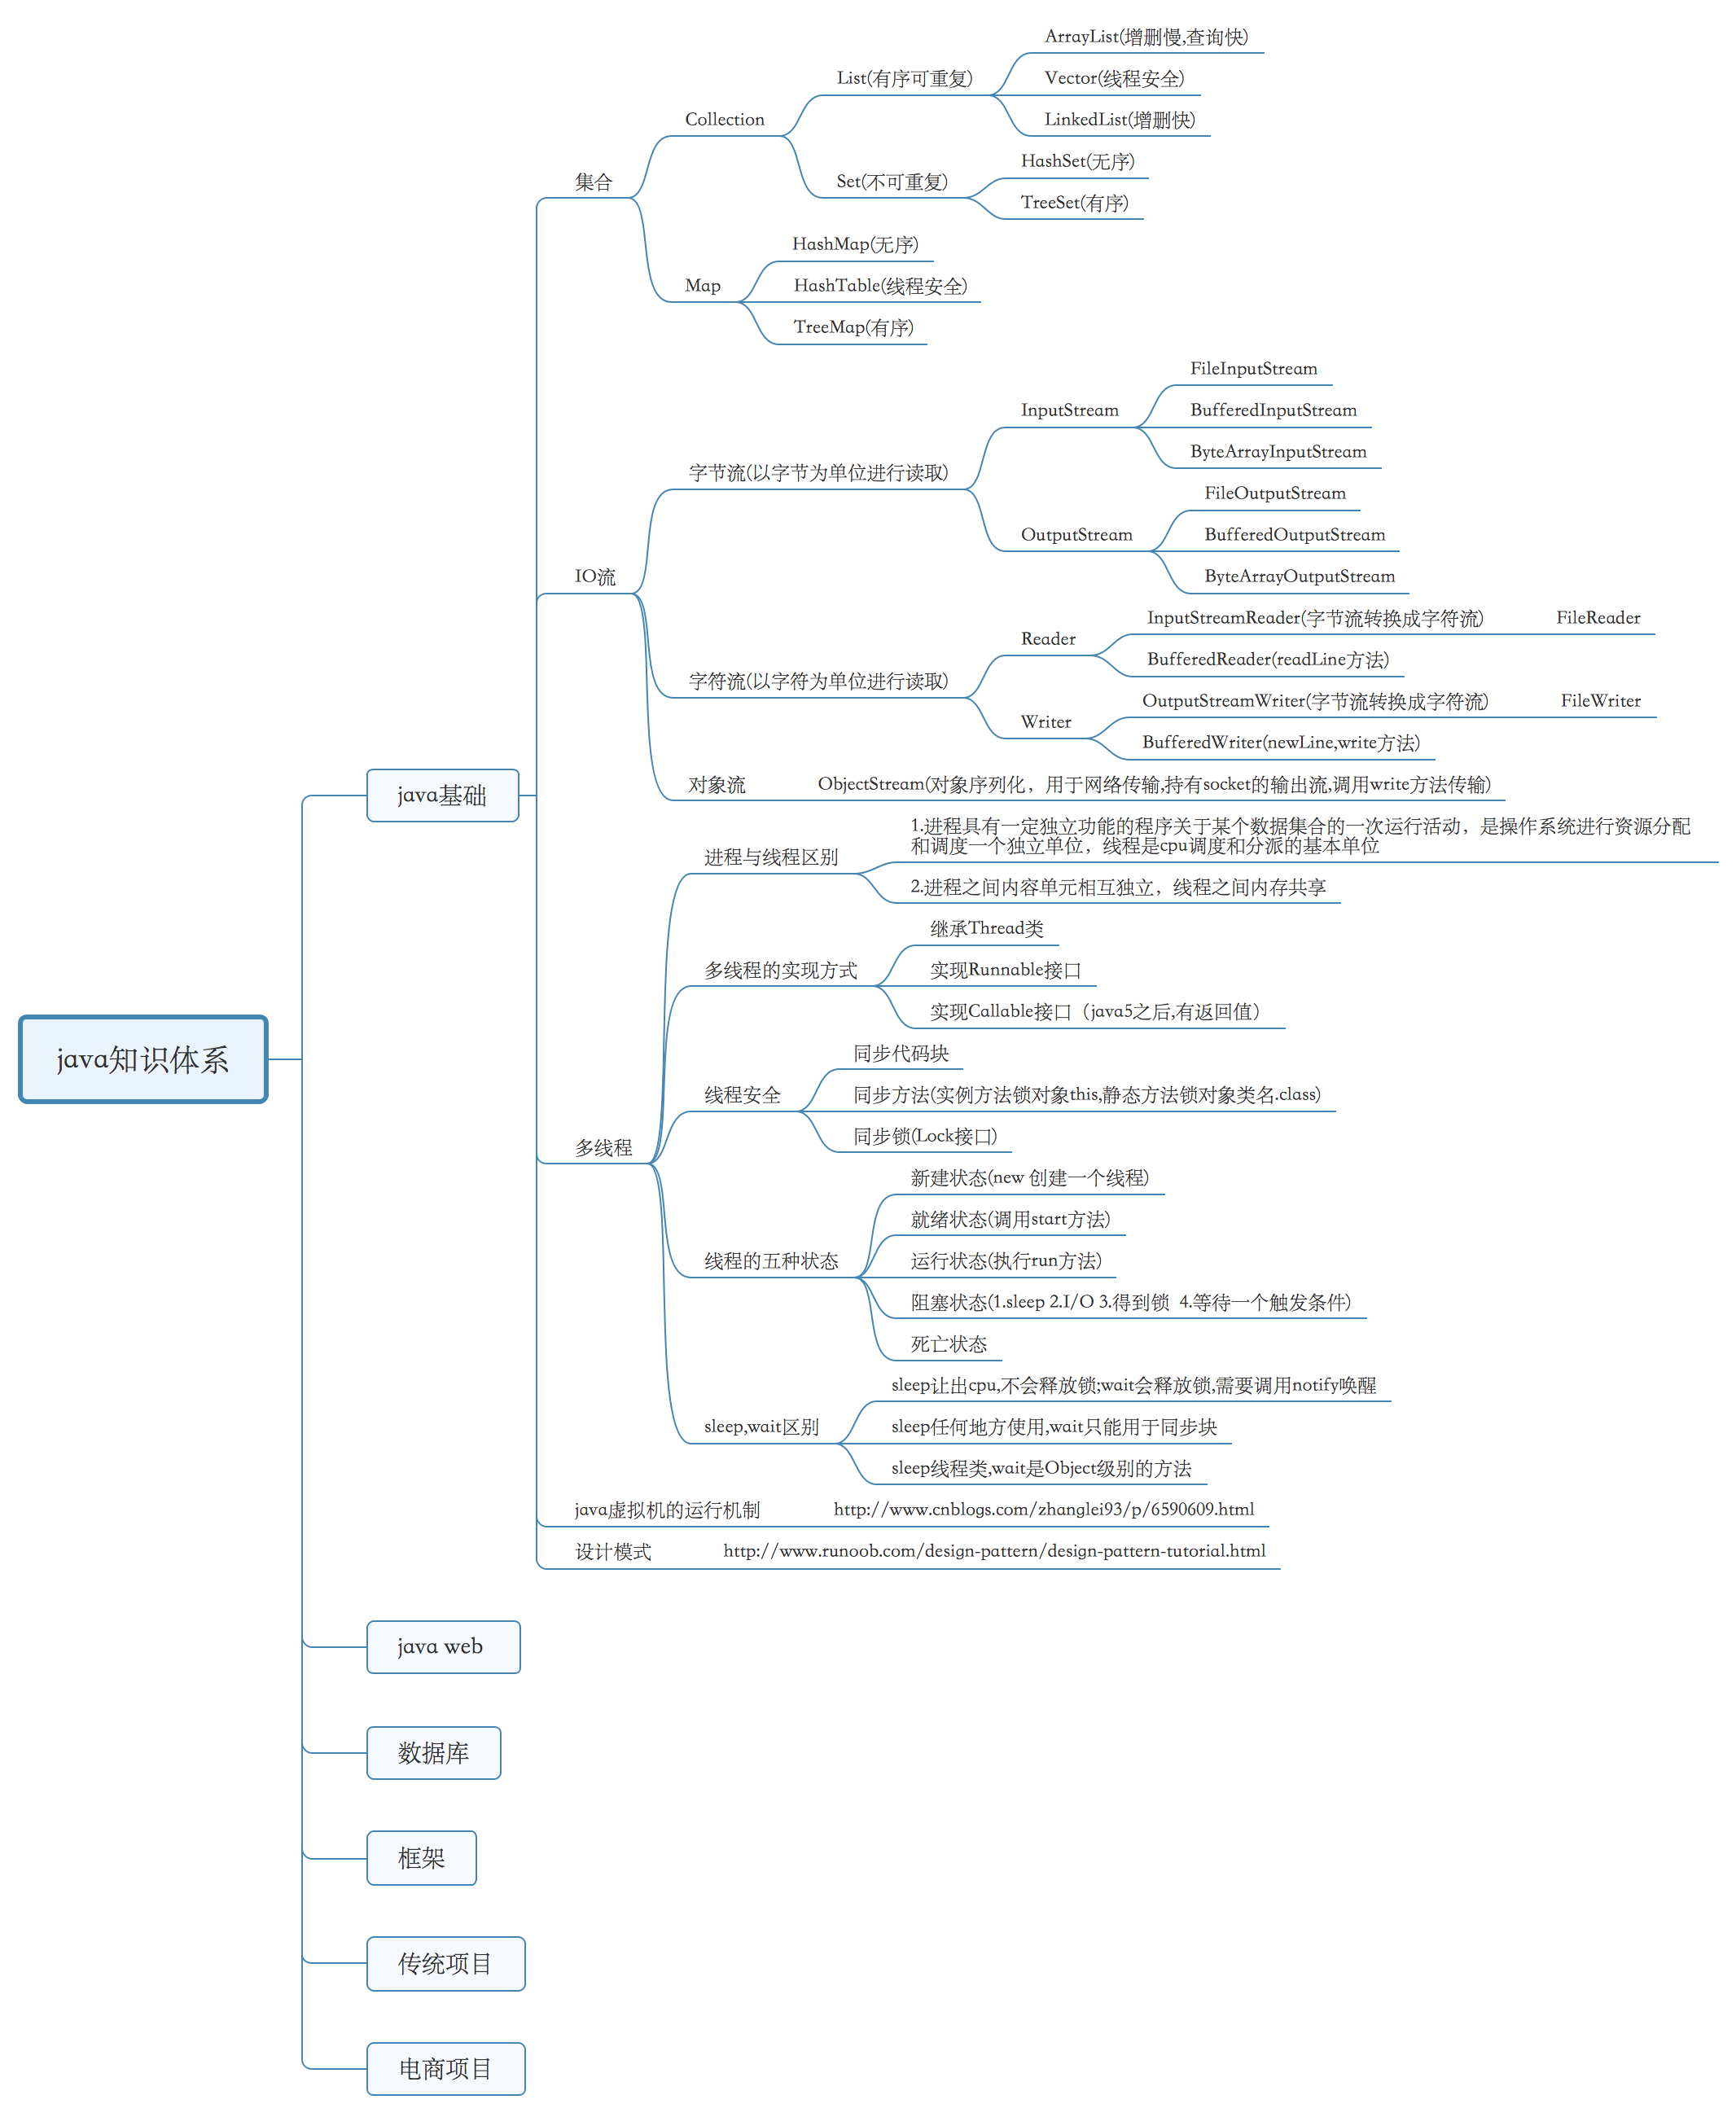 ArrayList(增删慢,查询快)
List(有序可重复)
Vector(线程安全)
Collection
LinkedList(增删快)
HashSet(无序)
集合
Set(不可重复)
TreeSet(有序)
HashMap(无序)
Map
HashTable(线程安全)
TreeMap(有序)
FileInputStream
InputStream
BufferedInputStream
ByteArrayInputStream
字节流(以字节为单位进行读取)
FileOutputStream
OutputStream
BufferedOutputStream
IO流
ByteArrayOutputStream
InputStreamReader(字节流转换成字符流)
FileReader
Reader
BufferedReader(readLine方法)
字符流(以字符为单位进行读取)
OutputStreamWriter(字节流转换成字符流)
FileWriter
Writer
BufferedWriter(newLine,write方法)
对象流
ObjectStream(对象序列化，用于网络传输,持有socket的输出流,调用write方法传输)
java基础
1.进程具有一定独立功能的程序关于某个数据集合的一次运行活动，是操作系统进行资源分配
和调度一个独立单位，线程是cpu调度和分派的基本单位
进程与线程区别
2.进程之间内容单元相互独立，线程之间内存共享
继承Thread类
多线程的实现方式
实现Runnable接口
实现Callable接口（java5之后,有返回值）
java知识体系
同步代码块
线程安全
同步方法(实例方法锁对象this,静态方法锁对象类名.class)
同步锁(Lock接口)
多线程
新建状态(new 创建一个线程)
就绪状态(调用start方法)
线程的五种状态
运行状态(执行run方法)
阻塞状态(1.sleep 2.I/O 3.得到锁 4.等待一个触发条件)
死亡状态
sleep让出cpu,不会释放锁;wait会释放锁,需要调用notify唤醒
sleep,wait区别
sleep任何地方使用,wait只能用于同步块
sleep线程类,wait是Object级别的方法
java虚拟机的运行机制
http://www.cnblogs.com/zhanglei93/p/6590609.html
设计模式
http://www.runoob.com/design-pattern/design-pattern-tutorial.html
java web
数据库
框架
传统项目
电商项目